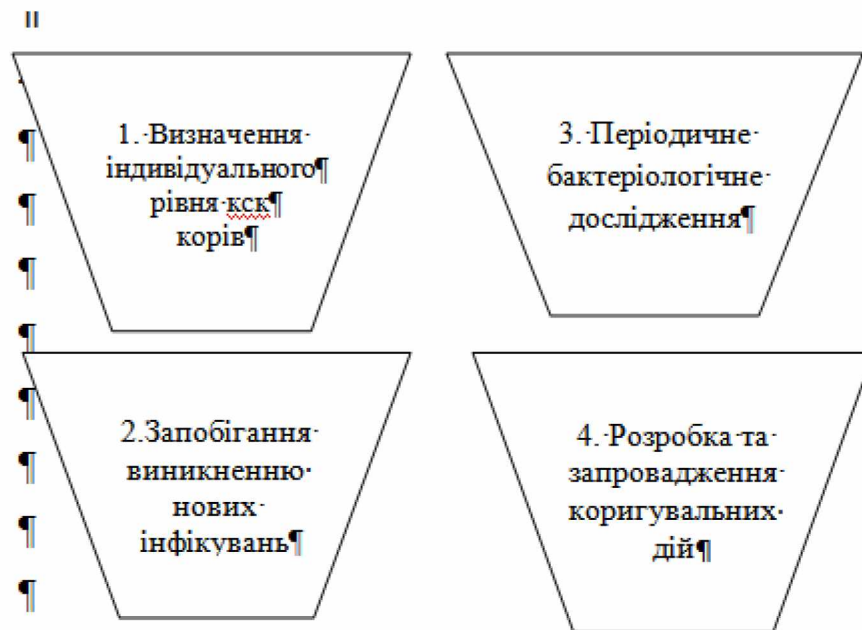 1. Визначення
індивідуального
рівня кск
корів
2.Запобігання
виникненню
нових
інфікувань
3. Періодичне
бактеріологічне
дослідження
4. Розробка та
запровадження
коригувальних
дій